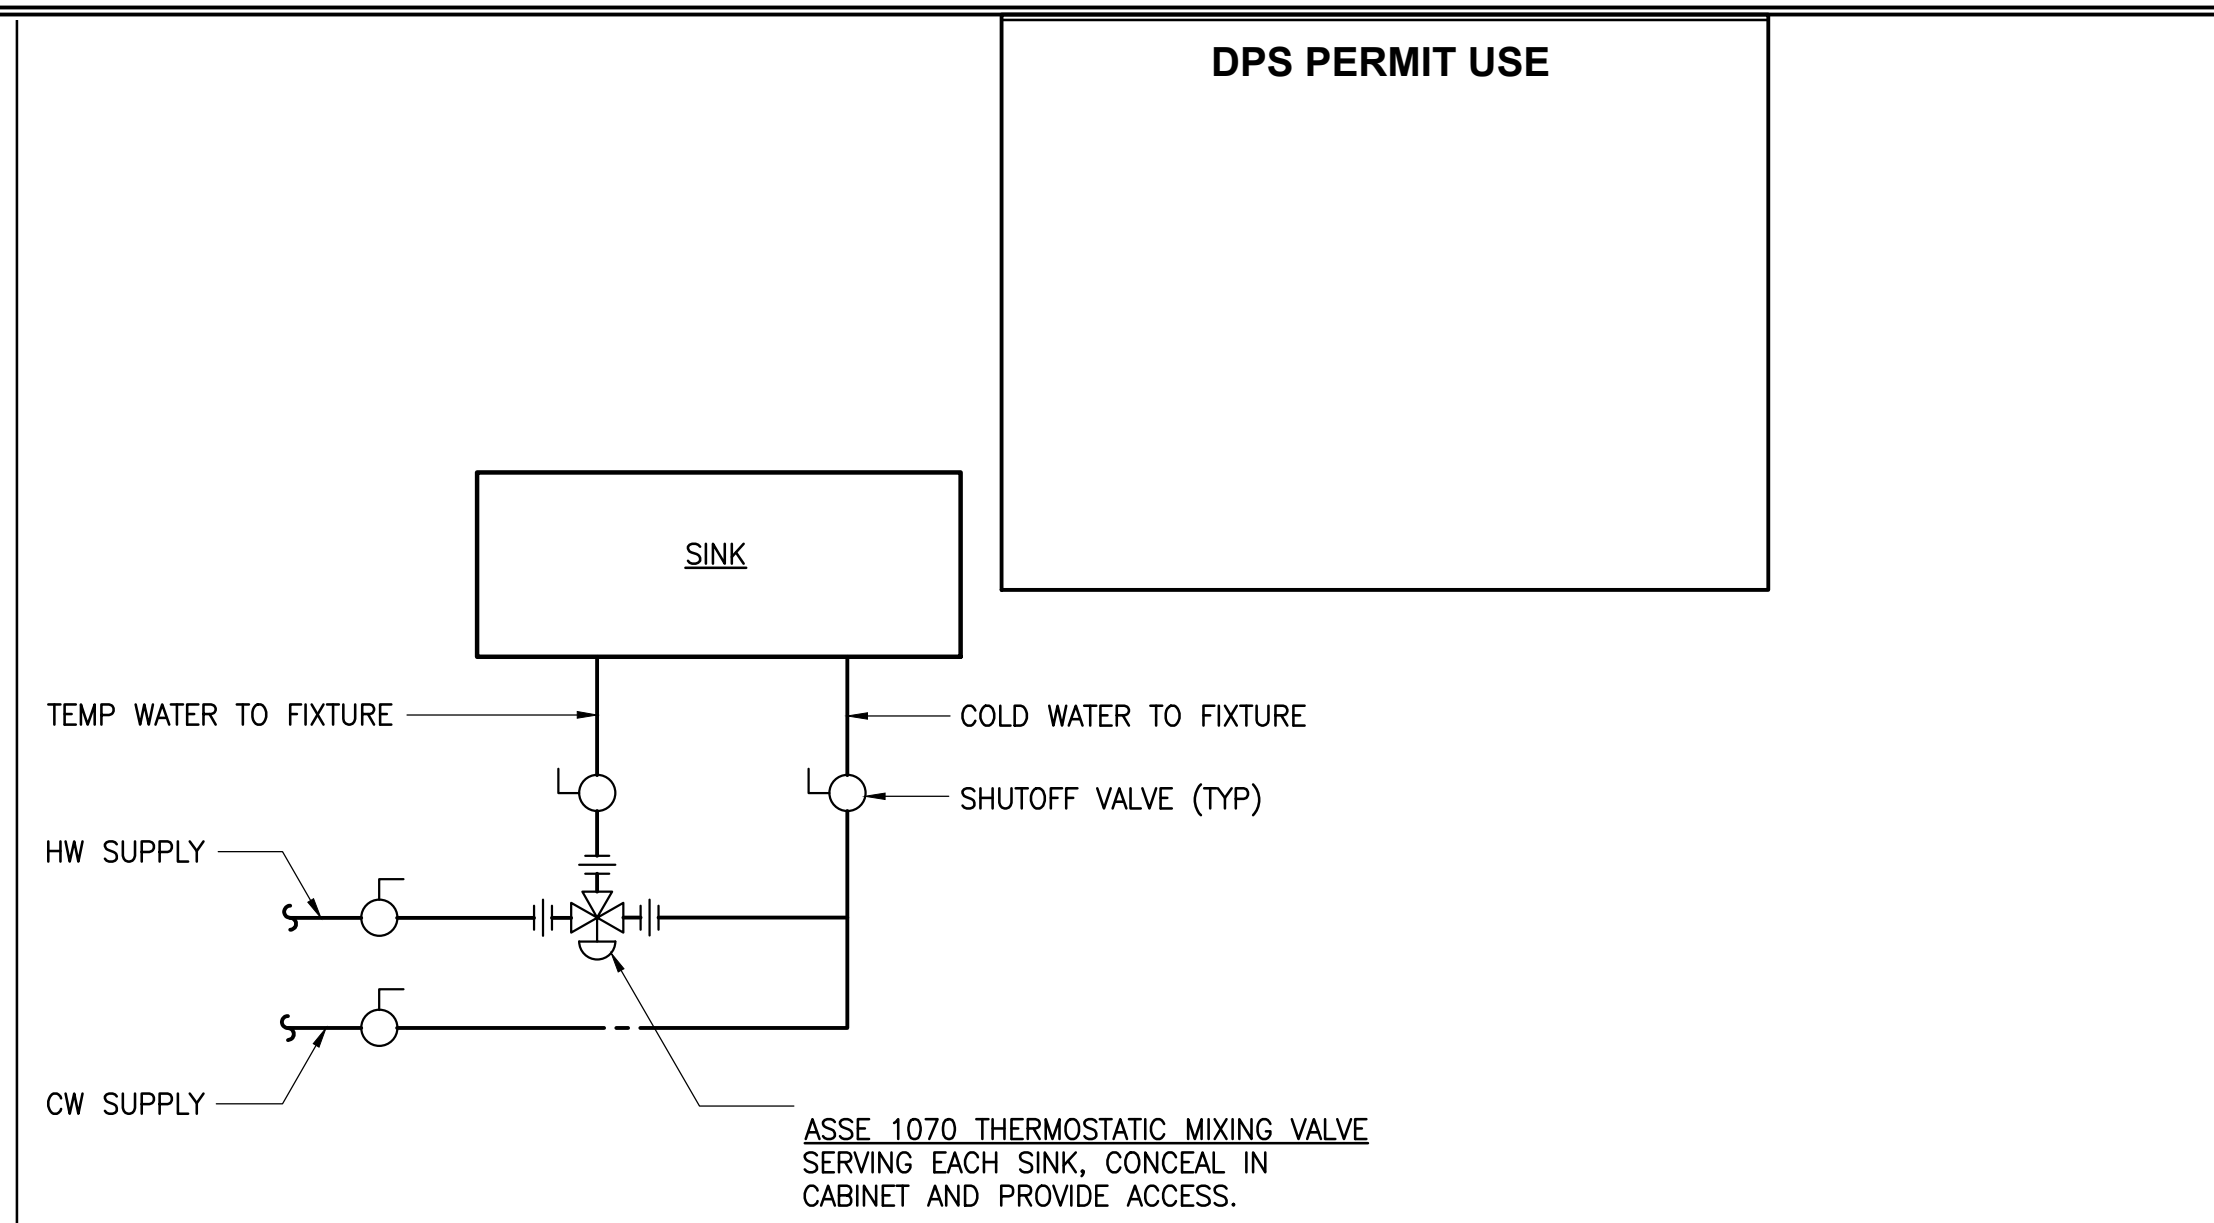 DPS PERMIT USE
SINK
TEMP WATER TO FIXTURE
COLD WATER TO FIXTURE
SHUTOFF VALVE (TYP)
HW SUPPLY
CW SUPPLY
ASSE 1070 THERMOSTATIC MIXING VALVE
SERVING EACH SINK, CONCEAL IN
CABINET AND PROVIDE ACCESS.